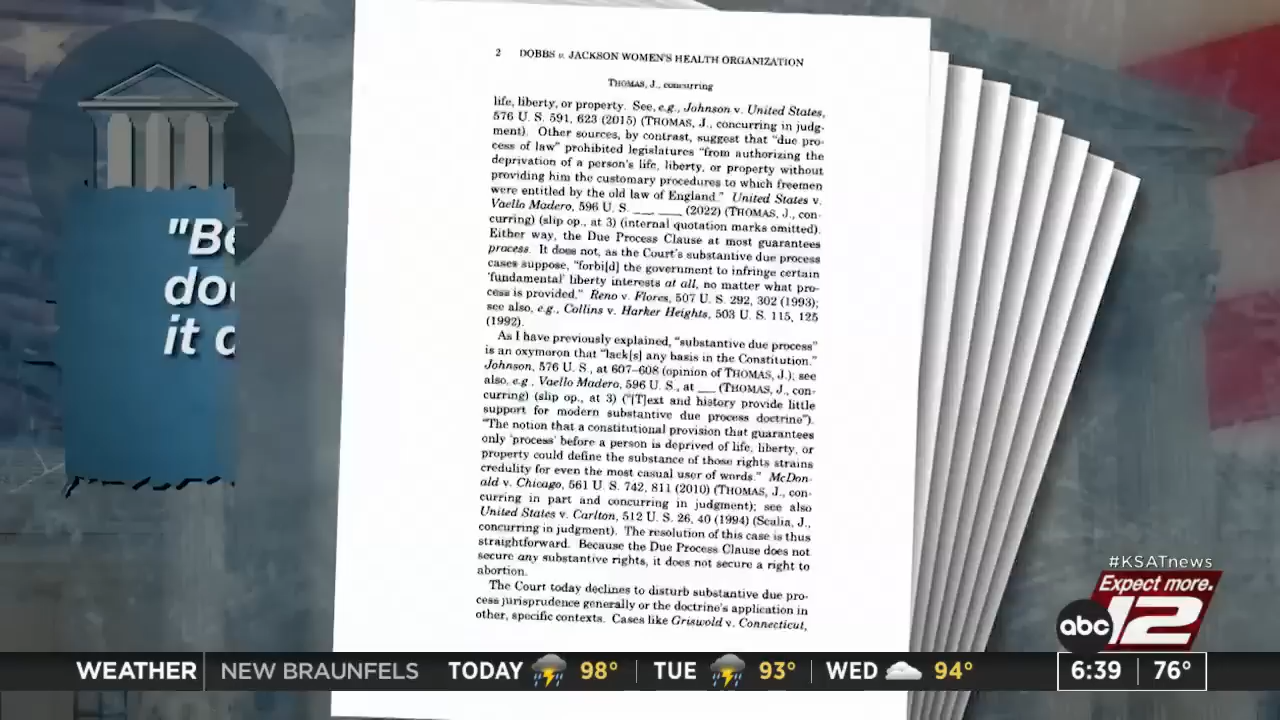 "Be
do
it
2 DOBBS v. JACKSON WOMEN'S HEALTH ORGANIZATION
THOMAS, J., concurring
life, liberty, or property. See, e.g., Johnson v. United States,
576 U. S. 591, 623 (2015) (THOMAS, J., concurring in judg-
ment). Other sources, by contrast, suggest that "due pro-
cess of law" prohibited legislatures "from authorizing the
deprivation of a person's life, liberty, or property without
providing him the customary procedures to which freemen
were entitled by the old law of England." United States v.
Vaello Madero, 596 U. S. ___ ___ (2022) (THOMAS, J., con-
curring) (slip op., at 3) (internal quotation marks omitted).
Either way, the Due Process Clause at most guarantees
process. It does not, as the Court's substantive due process
cases suppose, "forbi[d] the government to infringe certain
'fundamental' liberty interests at all, no matter what pro-
cess is provided." Reno v. Flores, 507 U. S. 292, 302 (1993);
see also, e.g., Collins v. Harker Heights, 503 U. S. 115, 125
(1992).
As I have previously explained, "substantive due process"
is an oxymoron that "lack[s] any basis in the Constitution."
Johnson, 576 U. S., at 607–608 (opinion of THOMAS, J.); see
also, e.g., Vaello Madero, 596 U. S., at ___ (THOMAS, J., con-
curring) (slip op., at 3) ("[T]ext and history provide little
support for modern substantive due process doctrine").
"The notion that a constitutional provision that guarantees
only 'process' before a person is deprived of life, liberty, or
property could define the substance of those rights strains
credulity for even the most casual user of words." McDon-
ald v. Chicago, 561 U. S. 742, 811 (2010) (THOMAS, J., con-
curring in part and concurring in judgment); see also
United States v. Carlton, 512 U. S. 26, 40 (1994) (Scalia, J.,
concurring in judgment). The resolution of this case is thus
straightforward. Because the Due Process Clause does not
secure any substantive rights, it does not secure a right to
abortion.
The Court today declines to disturb substantive due pro-
cess jurisprudence generally or the doctrine's application in
other, specific contexts. Cases like Griswold v. Connecticut,
#KSATnews
Expect more.
abc 12
WEATHER NEW BRAUNFELS TODAY 98° TUE 93° WED 94° 6:39 76°